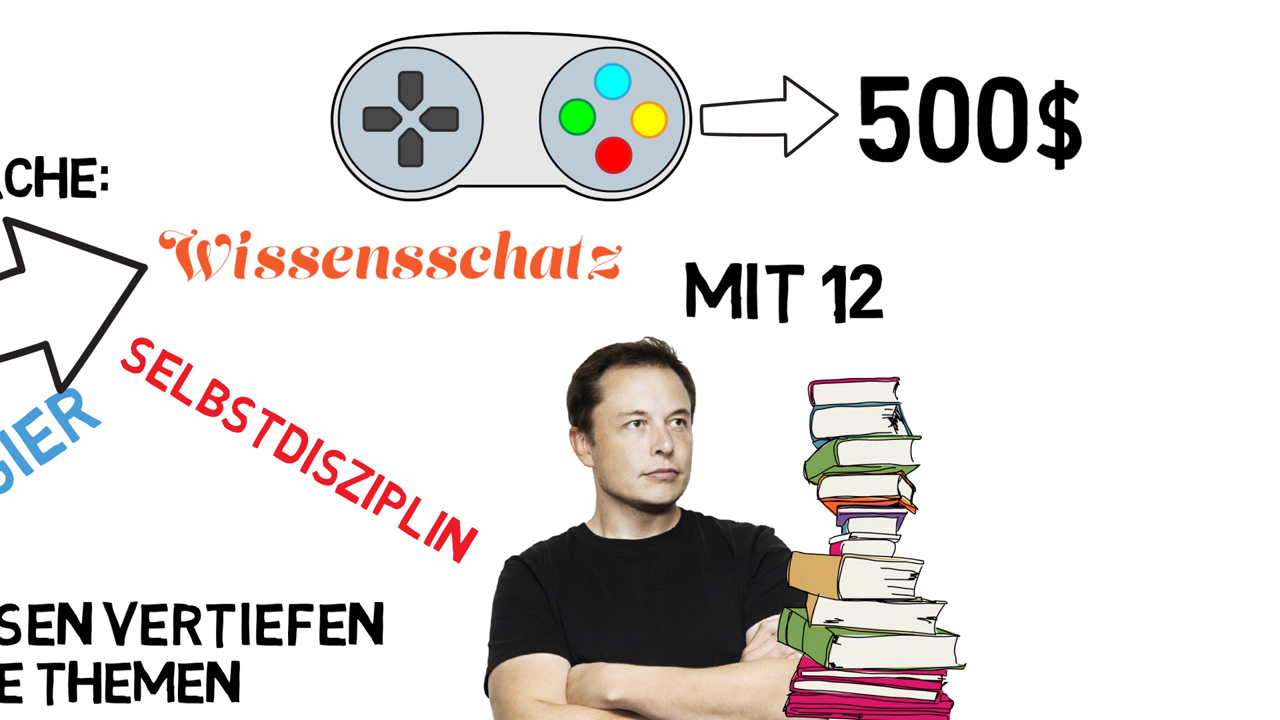 500$
ACHE:
Wissensschatz
MIT 12
SELBSTDISZIPLIN
GIER
SEN VERTIEFEN
E THEMEN